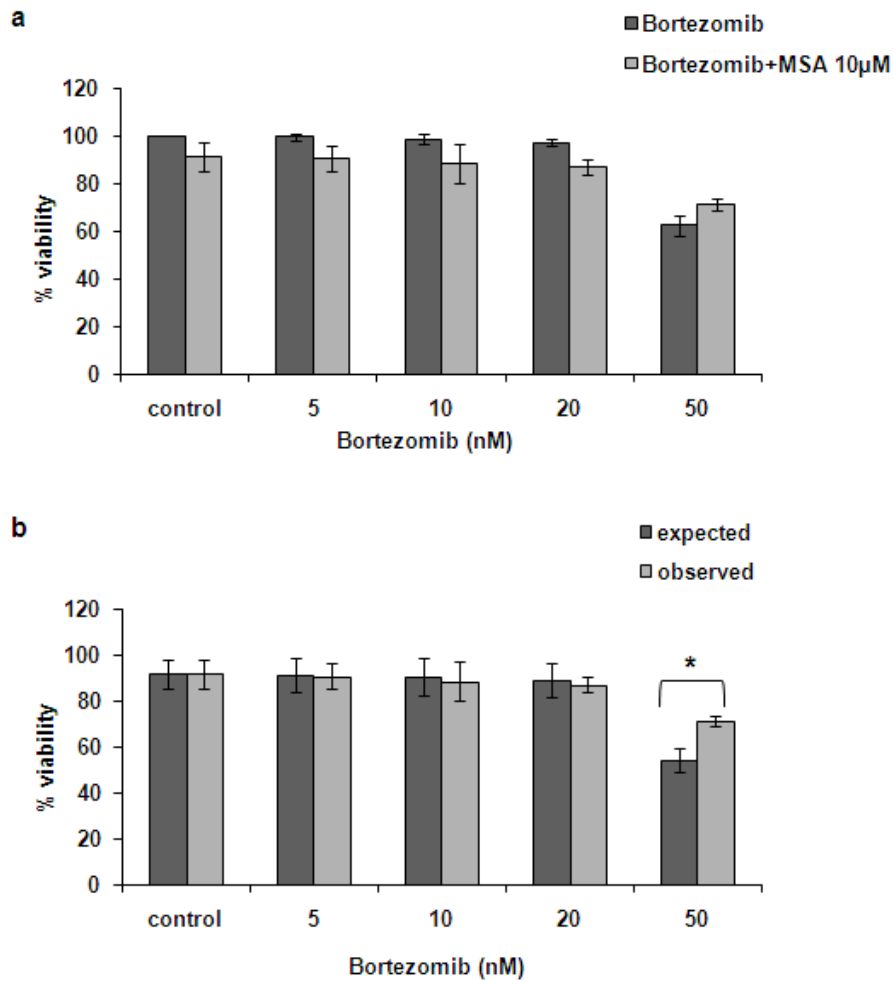 a
Bortezomib
Bortezomib+MSA 10µM
120
100
80
60
40
20
0
% viability
control 5 10 20 50
Bortezomib (nM)
b
expected
observed
120
100
80
60
40
20
0
% viability
*
control 5 10 20 50
Bortezomib (nM)